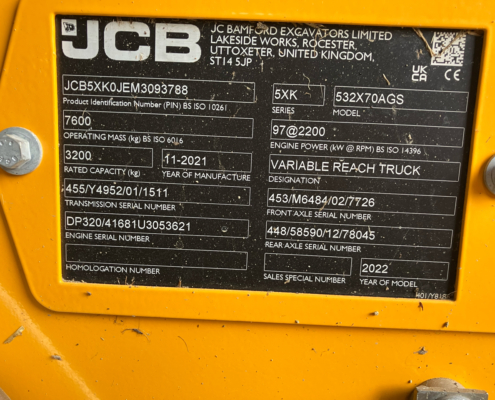 JCB
JC BAMFORD EXCAVATORS LIMITED
LAKESIDE WORKS, ROCESTER,
UTTOXETER, UNITED KINGDOM.
ST14 5JP
UK
CA
CE
JCB5XK0JEM3093788
Product Identification Number (PIN) BS ISO 10261
5XK
532X70AGS
SERIES
MODEL
7600
OPERATING MASS (kg) BS ISO 6016
97@2200
ENGINE POWER (kW @ RPM) BS ISO 14396
3200
11-2021
RATED CAPACITY (kg)
YEAR OF MANUFACTURE
VARIABLE REACH TRUCK
DESIGNATION
455/Y4952/01/1511
TRANSMISSION SERIAL NUMBER
453/M6484/02/7726
FRONT AXLE SERIAL NUMBER
DP320/41681U3053621
ENGINE SERIAL NUMBER
448/58590/12/78045
REAR AXLE SERIAL NUMBER
HOMOLOGATION NUMBER
2022
SALES SPECIAL NUMBER
YEAR OF MODEL